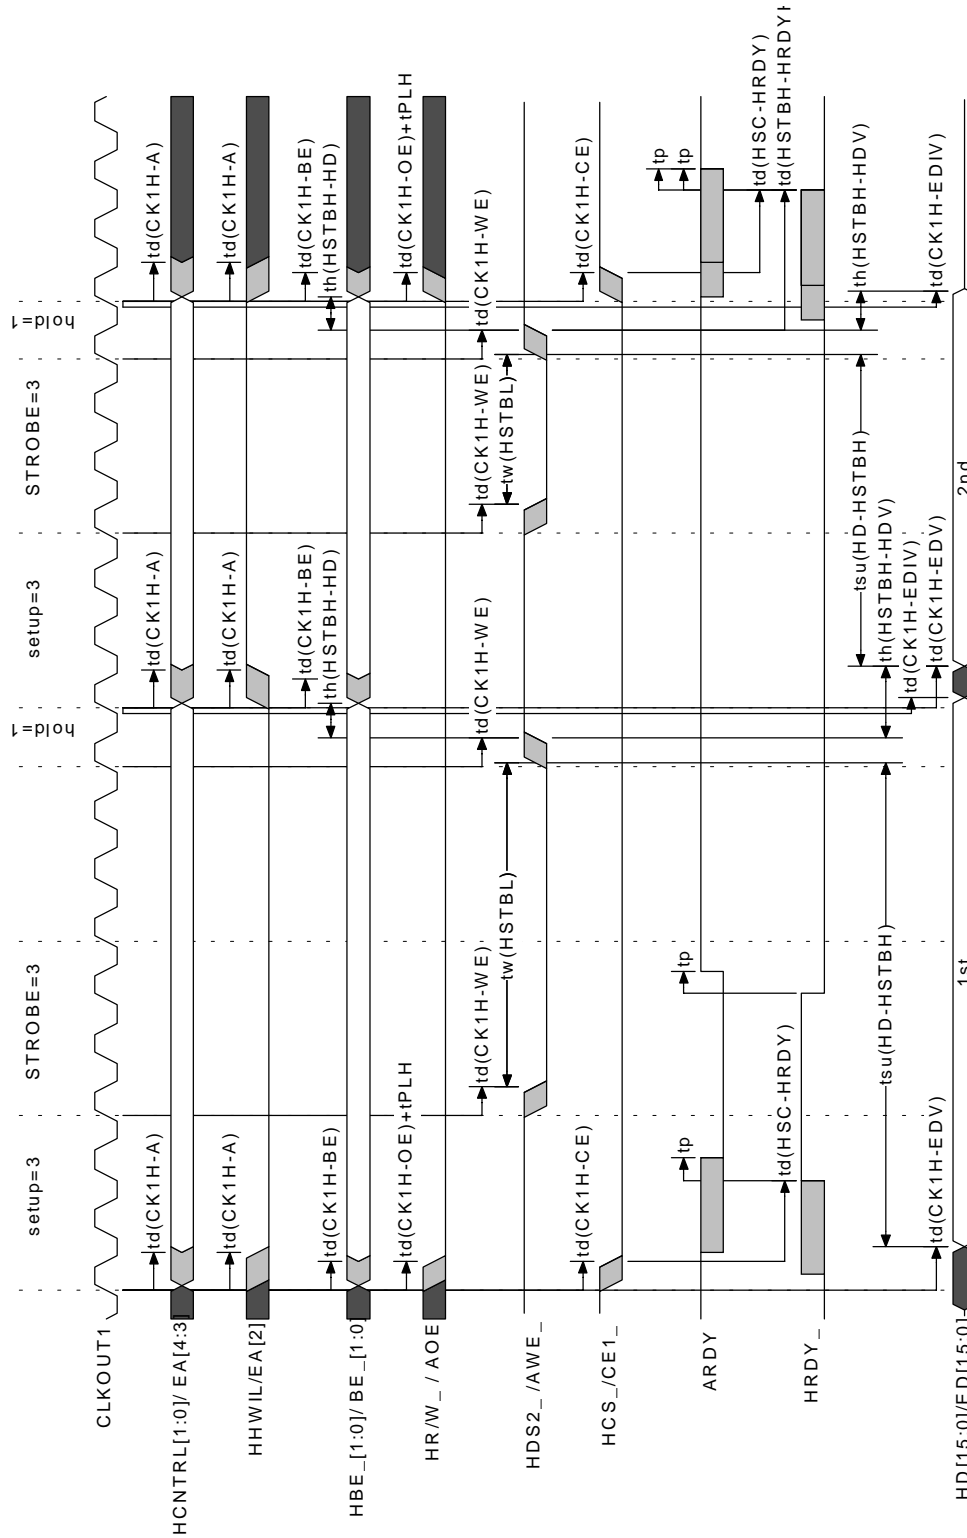 setup=3
STROBE=3
hold=1
setup=3
STROBE=3
hold=1
CLKOUT1
HCNTRL[1:0]/ EA[4:3]
td(CK1H-A)
td(CK1H-A)
td(CK1H-A)
HHWIL/EA[2]
td(CK1H-A)
td(CK1H-A)
td(CK1H-A)
HBE_[1:0]/ BE_[1:0]
td(CK1H-BE)
td(CK1H-BE)
th(HSTBH-HD)
td(CK1H-BE)
th(HSTBH-HD)
HR/W_ / AOE
td(CK1H-OE)+tPLH
td(CK1H-OE)+tPLH
HDS2_ /AWE_
td(CK1H-WE)
tw(HSTBL)
td(CK1H-WE)
td(CK1H-WE)
tw(HSTBL)
td(CK1H-WE)
HCS_/CE1_
td(CK1H-CE)
td(CK1H-CE)
ARDY
tp
tp
tp
tp
HRDY_
td(HSC-HRDY)
td(HSC-HRDY)
HD[15:0]/ED[15:0]
td(CK1H-EDV)
tsu(HD-HSTBH)
th(HSTBH-HDV)
td(CK1H-EDIV)
td(CK1H-EDV)
tsu(HD-HSTBH)
th(HSTBH-HDV)
td(CK1H-EDIV)
1st
2nd